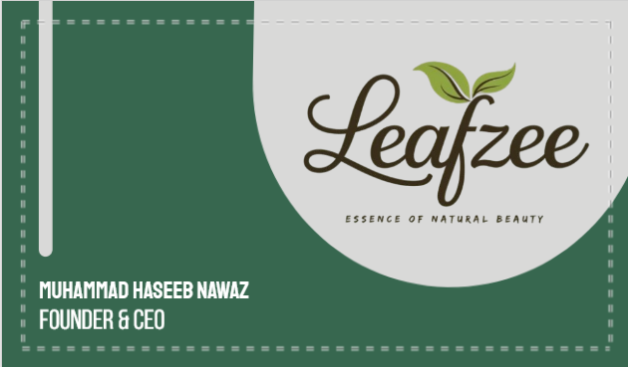 Leafzee
ESSENCE OF NATURAL BEAUTY
MUHAMMAD HASEEB NAWAZ
FOUNDER & CEO